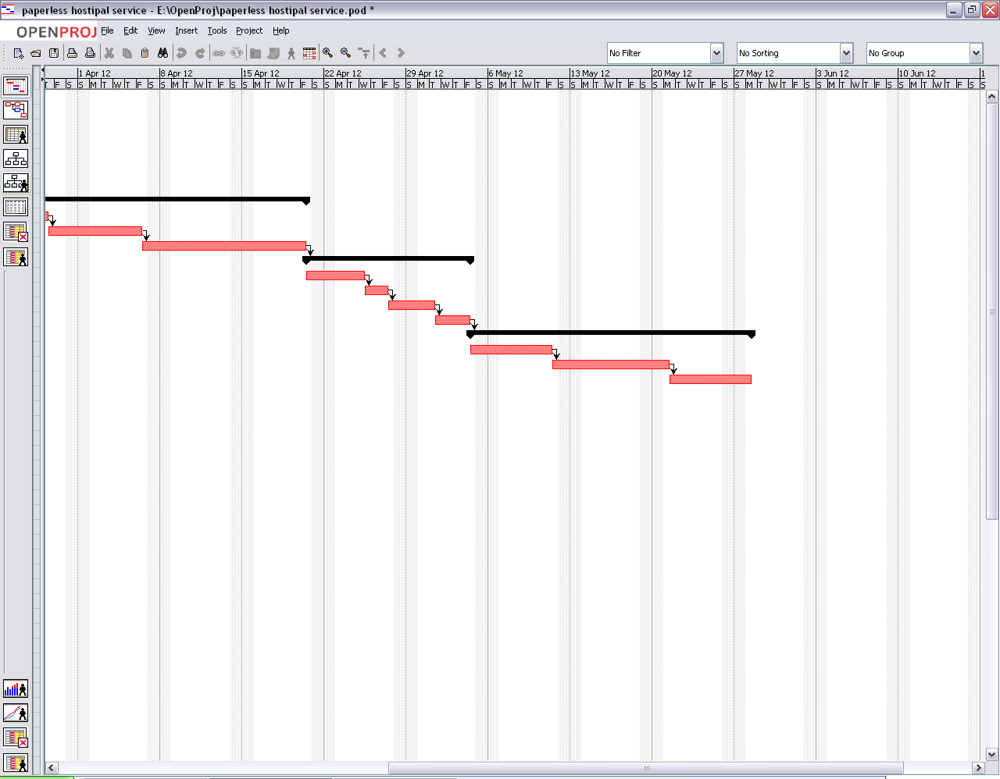 paperless hostipal service - E:\OpenProj\paperless hostipal service.pod *
OPENPROJ File Edit View Insert Tools Project Help
No Filter No Sorting No Group
1 Apr 12 8 Apr 12 15 Apr 12 22 Apr 12 29 Apr 12 6 May 12 13 May 12 20 May 12 27 May 12 3 Jun 12 10 Jun 12 1
T F S S M T W T F S S M T W T F S S M T W T F S S M T W T F S S M T W T F S S M T W T F S S M T W T F S S M T W T F S S M T W T F S S M T W T F S S M T W T F S S